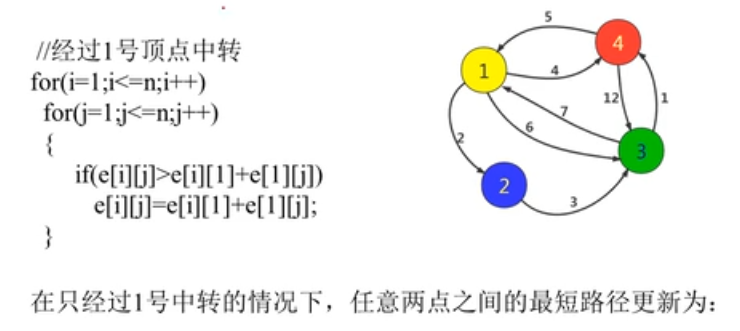 //经过1号顶点中转
for(i=1;i<=n;i++)
for(j=1;j<=n;j++)
{
if(e[i][j]>e[i][1]+e[1][j])
e[i][j]=e[i][1]+e[1][j];
}
5
4
1
4
12
1
7
6
2
3
2
3
在只经过1号中转的情况下，任意两点之间的最短路径更新为：